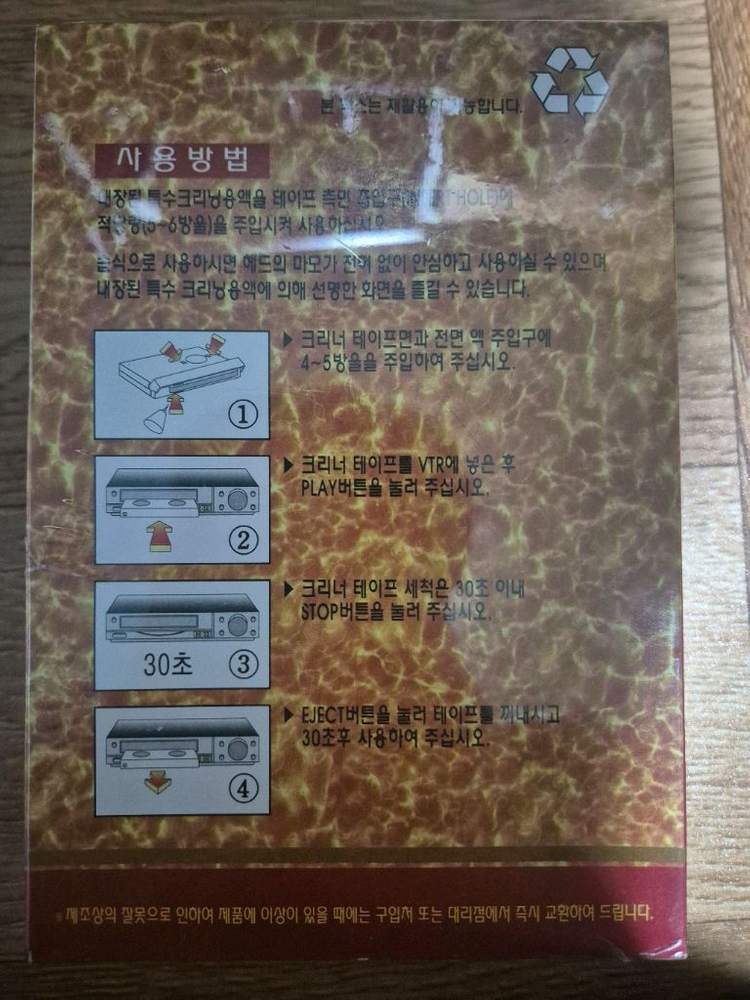 본 박스는 재활용이 가능합니다.
사용방법
내장된 특수크리닝용액을 테이프 측면 주입구 HOLE)에
적당량(5~6방울)을 주입시켜 사용하십시오
습식으로 사용하시면 헤드의 마모가 전혀 없이 안심하고 사용하실 수 있으며
내장된 특수 크리닝용액에 의해 선명한 화면을 즐길 수 있습니다.
▶ 크리너 테이프면과 전면 액 주입구에
4~5방울을 주입하여 주십시오.
①
▶ 크리너 테이프를 VTR에 넣은 후
PLAY버튼을 눌러 주십시오.
②
▶ 크리너 테이프 세척은 30초 이내
STOP버튼을 눌러 주십시오.
30초 ③
▶ EJECT버튼을 눌러 테이프를 꺼내시고
30초후 사용하여 주십시오.
④
※제조상의 잘못으로 인하여 제품에 이상이 있을 때에는 구입처 또는 대리점에서 즉시 교환하여 드립니다.